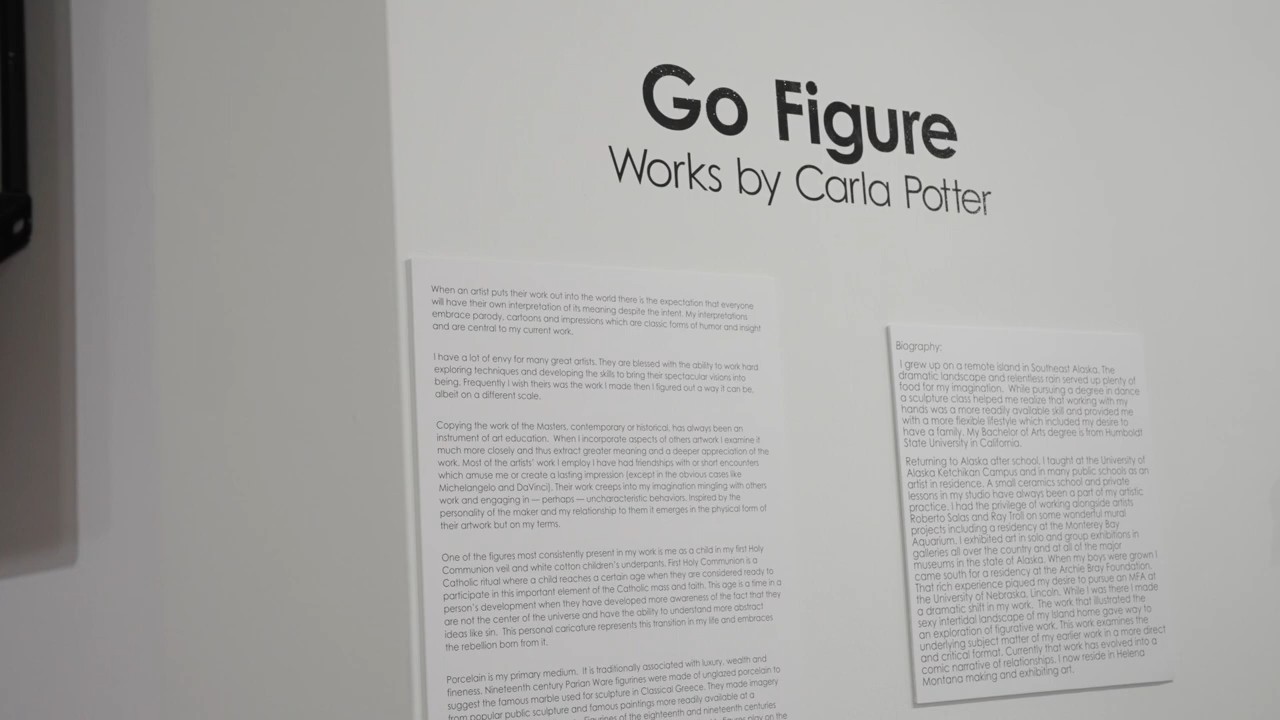 Go Figure
Works by Carla Potter
When an artist puts their work out into the world there is the expectation that everyone
will have their own interpretation of its meaning despite the intent. My interpretations
embrace parody, cartoons and impressions which are classic forms of humor and insight
and are central to my current work.
I have a lot of envy for many great artists. They are blessed with the ability to work hard
exploring techniques and developing the skills to bring their spectacular visions into
being. Frequently I wish theirs was the work I made then I figured out a way it can be,
albeit on a different scale.
Copying the work of the Masters, contemporary or historical, has always been an
instrument of art education. When I incorporate aspects of others artwork I examine it
much more closely and thus extract greater meaning and a deeper appreciation of the
work. Most of the artists' work I employ I have had friendships with or short encounters
which amuse me or create a lasting impression (except in the obvious cases like
Michelangelo and DaVinci). Their work creeps into my imagination mingling with others
work and engaging in — perhaps — uncharacteristic behavior. Inspired by the
personality of the maker and my relationship to them it emerges in the physical form of
their artwork but on my terms.
One of the figures most consistently present in my work is me as a child in my first Holy
Communion veil and white cotton children's underpants. First Holy Communion is a
Catholic ritual where a child reaches a certain age when they are considered ready to
participate in this important element of the Catholic mass and faith. This age is a time in a
person's development when they have developed more awareness of the fact that they
are not the center of the universe and have the ability to understand more abstract
ideas like sin. This personal caricature represents this transition in my life and embraces
the rebellion born from it.
Porcelain is my primary medium. It is traditionally associated with luxury, wealth and
fineness. Nineteenth century Parian Ware figurines were made of unglazed porcelain to
suggest the famous marble used for sculpture in Classical Greece. They made imagery
from popular public sculpture and famous paintings more readily available at a
Figurines of the eighteenth and nineteenth centuries
figures play on the
Biography:
I grew up on a remote island in Southeast Alaska. The
dramatic landscape and relentless rain served up plenty of
food for my imagination. While pursuing a degree in dance
a sculpture class helped me realize that working with my
hands was a more readily available skill and provided me
with a more flexible lifestyle which included my desire to
have a family. My Bachelor of Arts degree is from Humboldt
State University in California.
Returning to Alaska after school, I taught at the University of
Alaska Ketchikan Campus and in many public schools as an
artist in residence. A small ceramics school and private
lessons in my studio have always been a part of my artistic
practice. I had the privilege of working alongside artists
Roberto Salas and Ray Troll on some wonderful mural
projects including a residency at the Monterey Bay
Aquarium. I exhibited art in solo and group exhibitions in
galleries all over the country and at all of the major
museums in the state of Alaska. When my boys were grown I
came south for a residency at the Archie Bray Foundation.
That rich experience piqued my desire to pursue an MFA at
the University of Nebraska, Lincoln. While I was there I made
a dramatic shift in my work. The work that illustrated the
sexy intertidal landscape of my island home gave way to
an exploration of figurative work. This work examines the
underlying subject matter of my earlier work in a more direct
and critical format. Currently that work has evolved into a
comic narrative of relationships. I now reside in Helena
Montana making and exhibiting art.